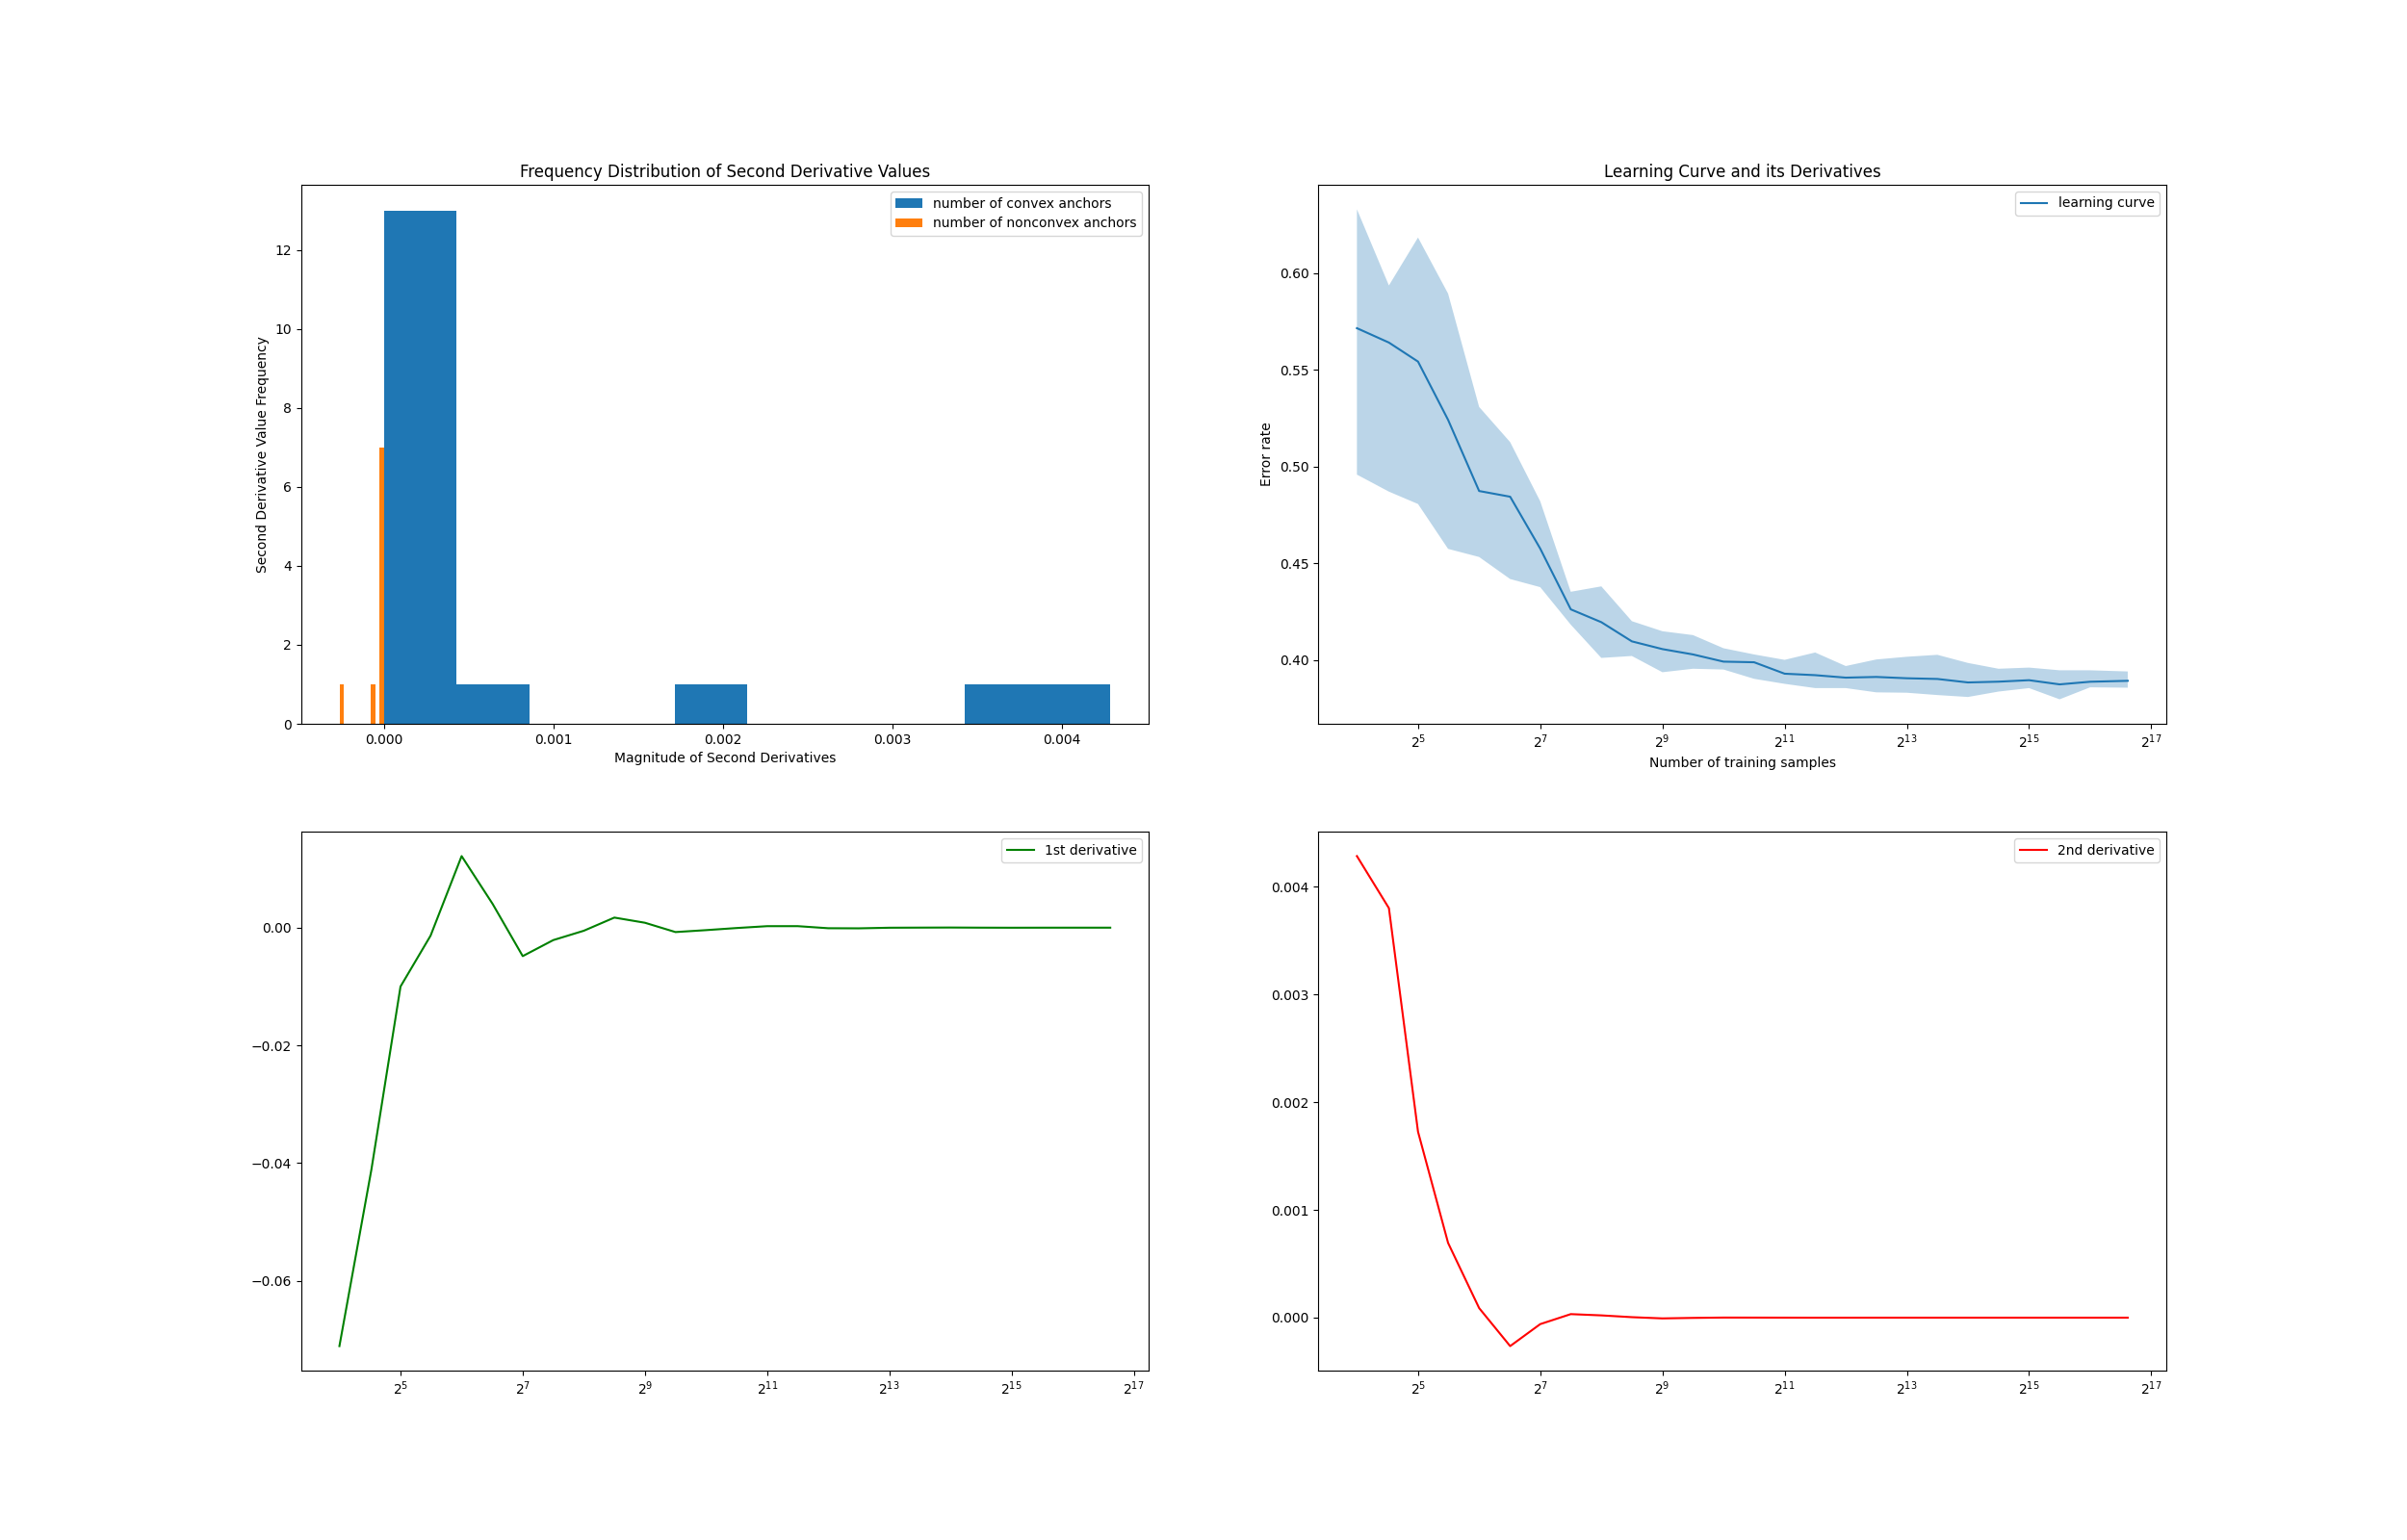 Frequency Distribution of Second Derivative Values
number of convex anchors
number of nonconvex anchors
Second Derivative Value Frequency
12
10
8
6
4
2
0
0.000 0.001 0.002 0.003 0.004
Magnitude of Second Derivatives
Learning Curve and its Derivatives
learning curve
Error rate
0.60
0.55
0.50
0.45
0.40
2⁵ 2⁷ 2⁹ 2¹¹ 2¹³ 2¹⁵ 2¹⁷
Number of training samples
1st derivative
0.00
−0.02
−0.04
−0.06
2⁵ 2⁷ 2⁹ 2¹¹ 2¹³ 2¹⁵ 2¹⁷
2nd derivative
0.004
0.003
0.002
0.001
0.000
2⁵ 2⁷ 2⁹ 2¹¹ 2¹³ 2¹⁵ 2¹⁷